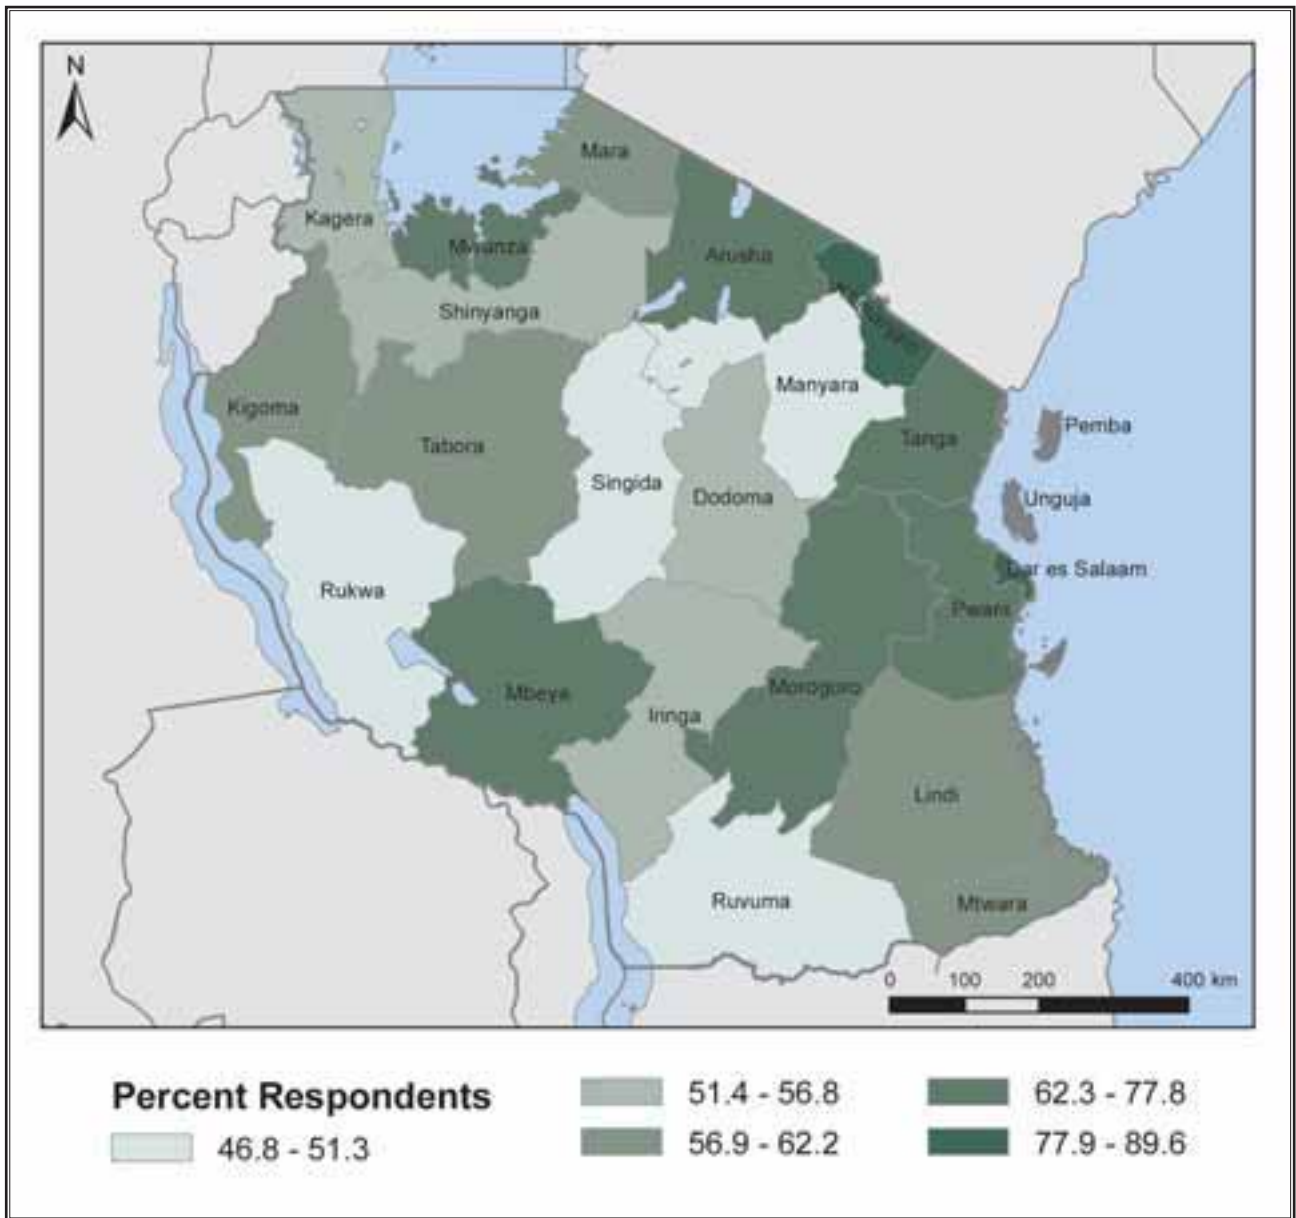 N
Mara
Kagera
Mwanza
Arusha
Shinyanga
Manyara
Kigoma
Pemba
Tabora
Tanga
Singida
Dodoma
Unguja
Dar es Salaam
Rukwa
Pwani
Mbeya
Morogoro
Iringa
Lindi
Ruvuma
Mtwara
0 100 200 400 km
Percent Respondents
46.8 - 51.3
51.4 - 56.8
56.9 - 62.2
62.3 - 77.8
77.9 - 89.6